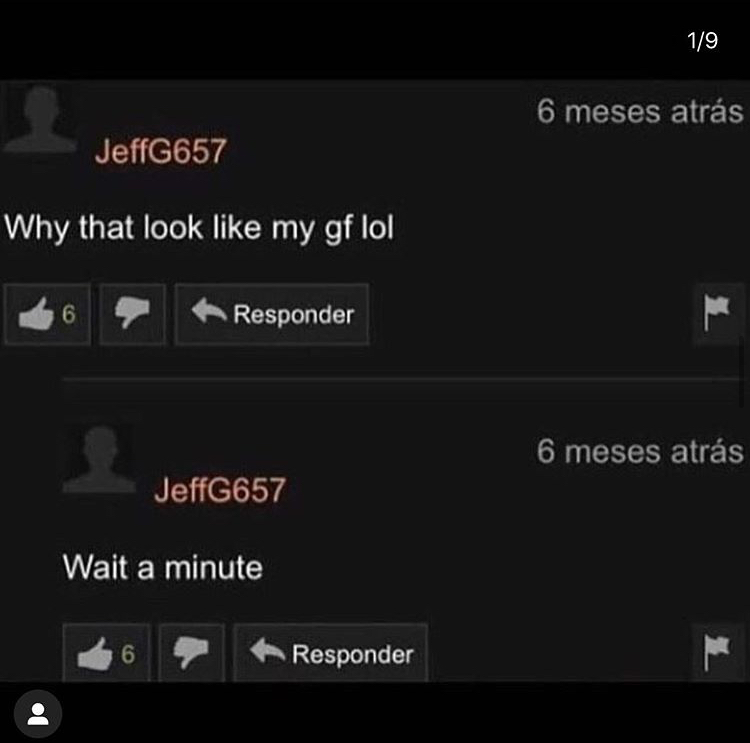 1/9
6 meses atrás
JeffG657
Why that look like my gf lol
6
Responder
6 meses atrás
JeffG657
Wait a minute
6
Responder